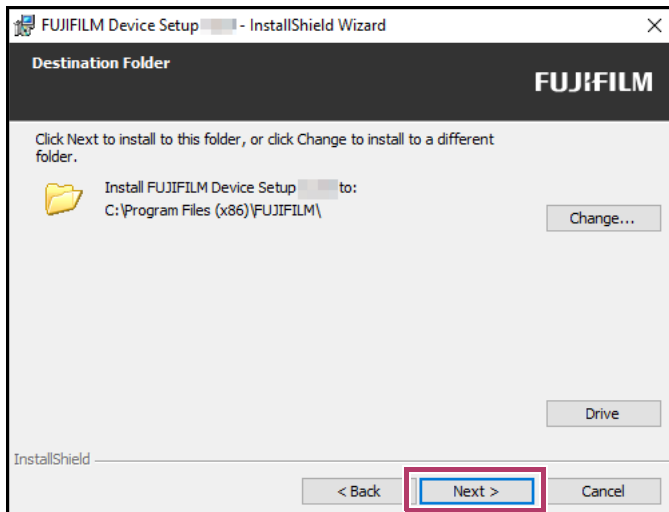 FUJIFILM Device Setup - InstallShield Wizard
Destination Folder
FUJIFILM
Click Next to install to this folder, or click Change to install to a different
folder.
Install FUJIFILM Device Setup to:
C:\Program Files (x86)\FUJIFILM\
Change...
Drive
InstallShield
< Back
Next >
Cancel